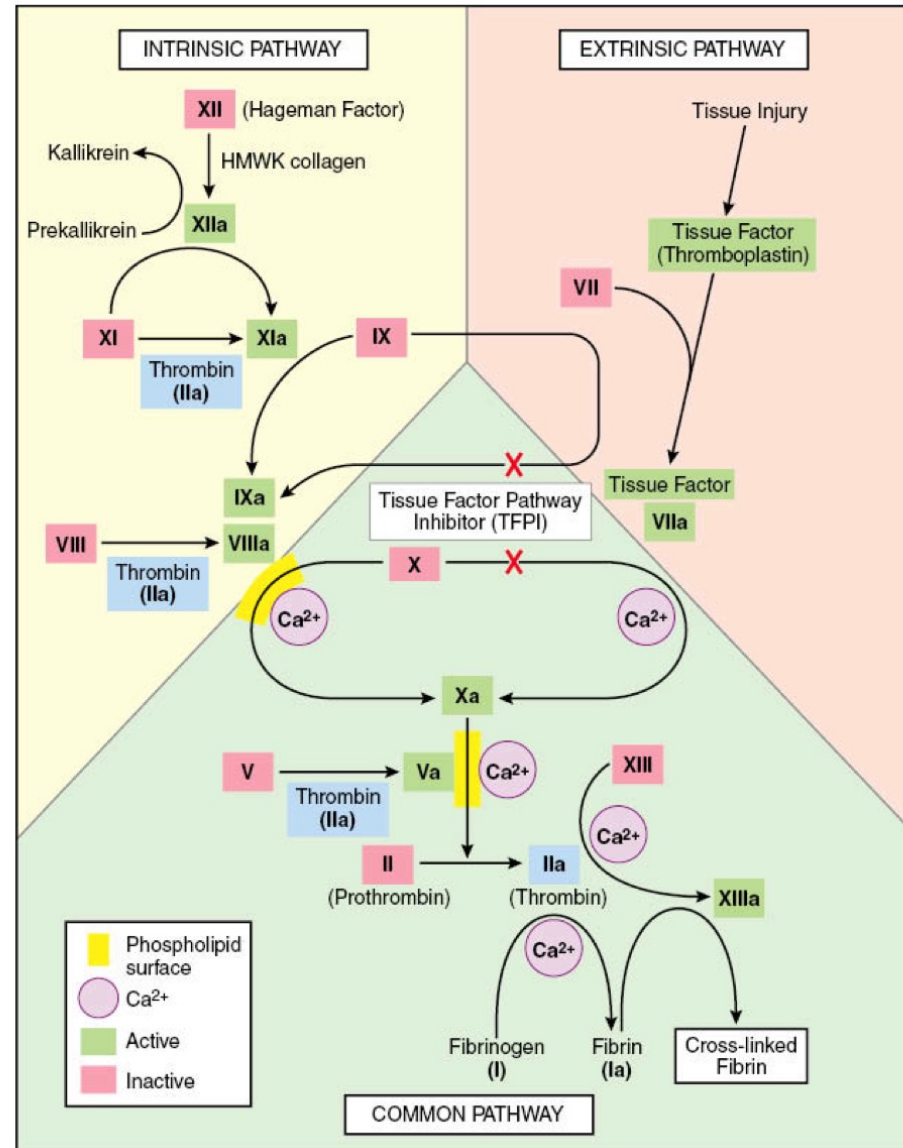 INTRINSIC PATHWAY
EXTRINSIC PATHWAY
XII (Hageman Factor)
Kallikrein
HMWK collagen
Prekallikrein
XIIa
XI
XIa
Thrombin
(IIa)
IX
Tissue Injury
Tissue Factor
(Thromboplastin)
VII
IXa
VIII
VIIIa
Thrombin
(IIa)
Tissue Factor
VIIa
X
Tissue Factor Pathway
Inhibitor (TFPI)
X
X
Ca2+
Ca2+
Xa
V
Va
Ca2+
Thrombin
(IIa)
XIII
Ca2+
II
(Prothrombin)
IIa
(Thrombin)
XIIIa
Ca2+
Fibrinogen
(I)
Fibrin
(Ia)
Cross-linked
Fibrin
Phospholipid
surface
Ca2+
Active
Inactive
COMMON PATHWAY